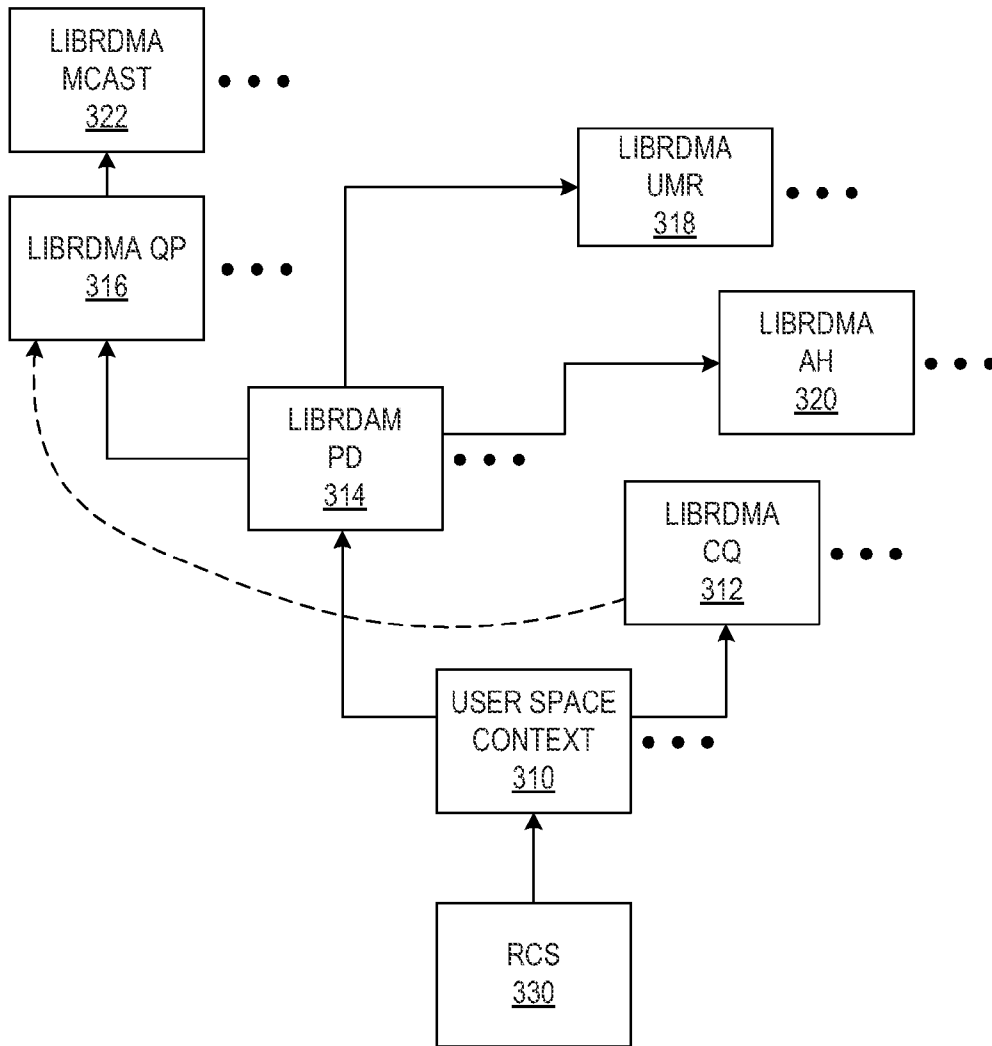 LIBRDMA
MCAST
322
LIBRDMA
UMR
318
LIBRDMA QP
316
LIBRDMA
AH
320
LIBRDAM
PD
314
LIBRDMA
CQ
312
USER SPACE
CONTEXT
310
RCS
330